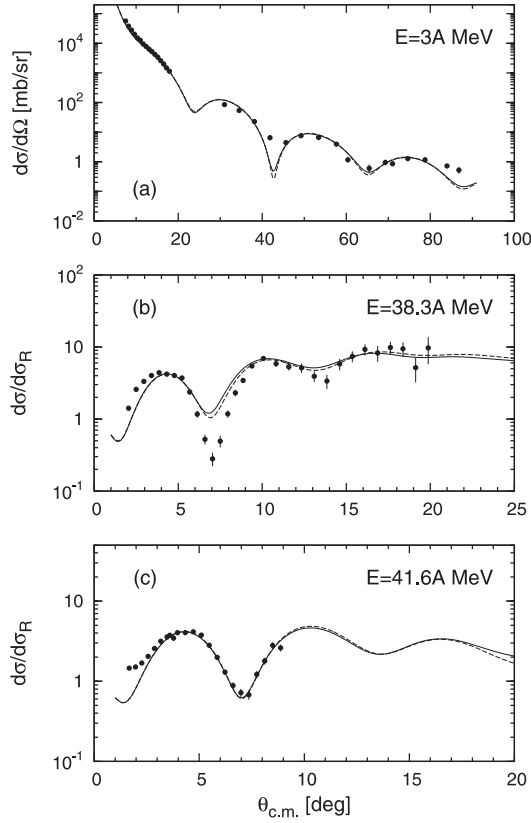 E=3A MeV
dσ/dΩ [mb/sr]
10^4
10^2
1
10^-2
(a)
0 20 40 60 80 100
(b)
E=38.3A MeV
dσ/dσ_R
10^2
10^1
1
10^-1
0 5 10 15 20 25
(c)
E=41.6A MeV
dσ/dσ_R
10^1
1
10^-1
0 5 10 15 20
θ_c.m. [deg]